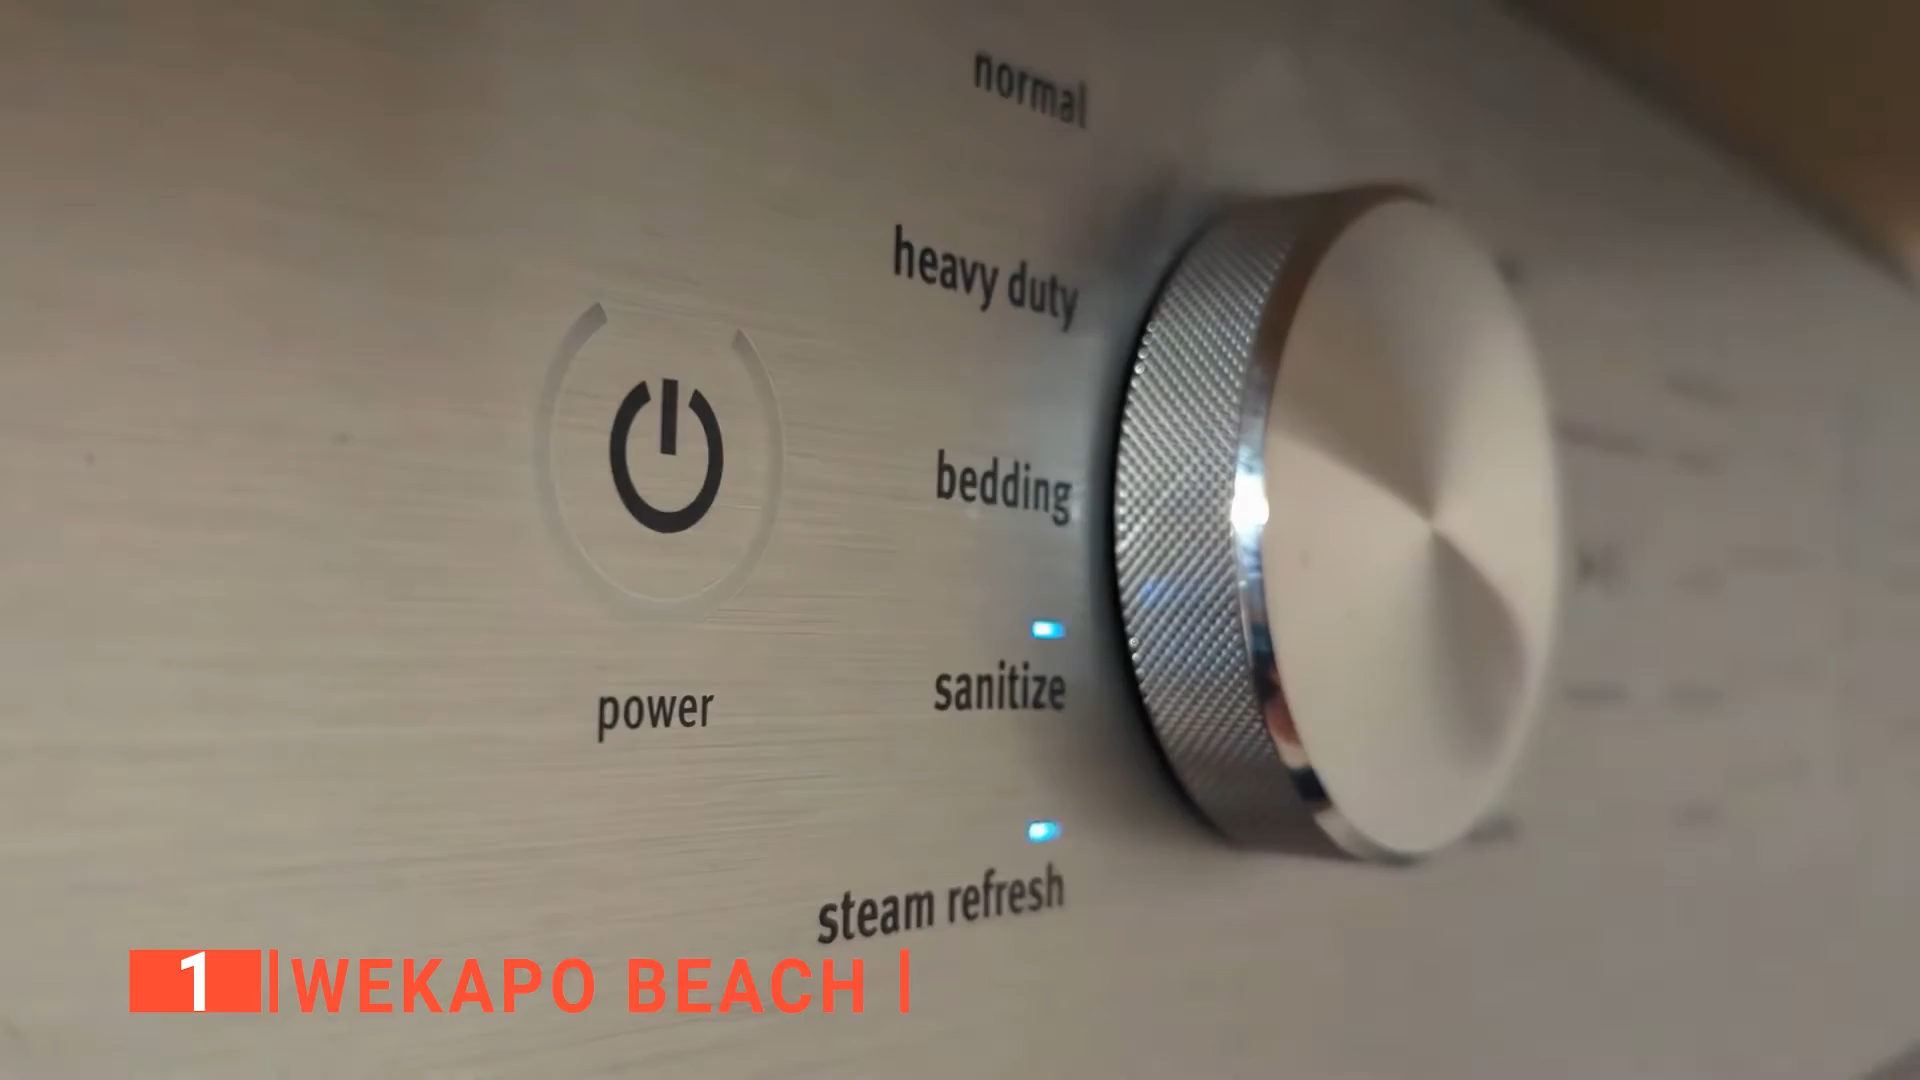 normal
heavy duty
bedding
sanitize
power
steam refresh
1 WEKAPO BEACH